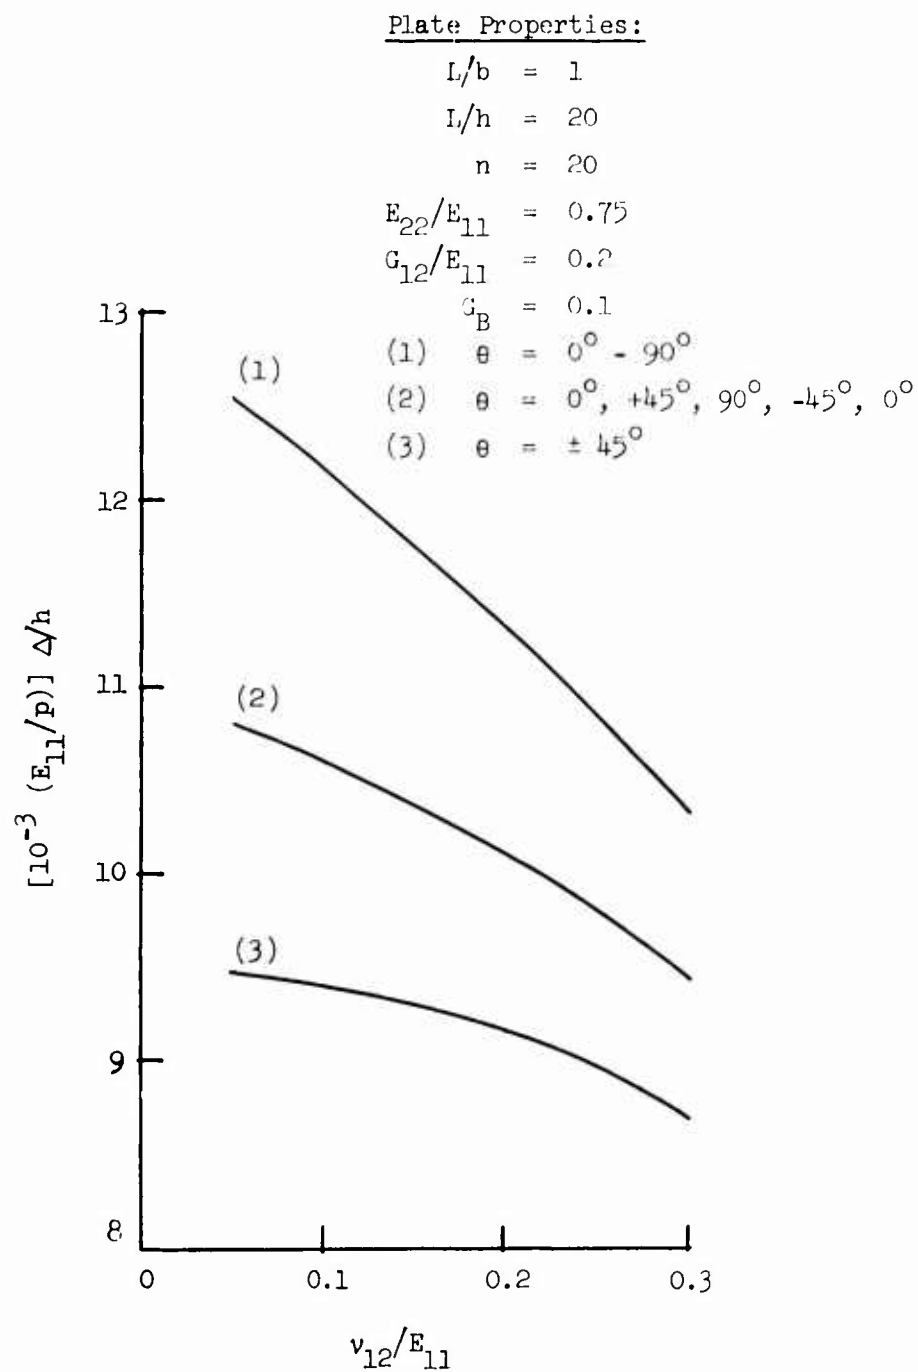 Plate Properties:
L/b = 1
L/h = 20
n = 20
E22/E11 = 0.75
G12/E11 = 0.2
GB = 0.1
(1) θ = 0° - 90°
(2) θ = 0°, +45°, 90°, -45°, 0°
(3) θ = ± 45°
13
12
11
10
9
8
(1)
(2)
(3)
[10⁻³ (E11/p)] Δ/h
0 0.1 0.2 0.3
ν12/E11